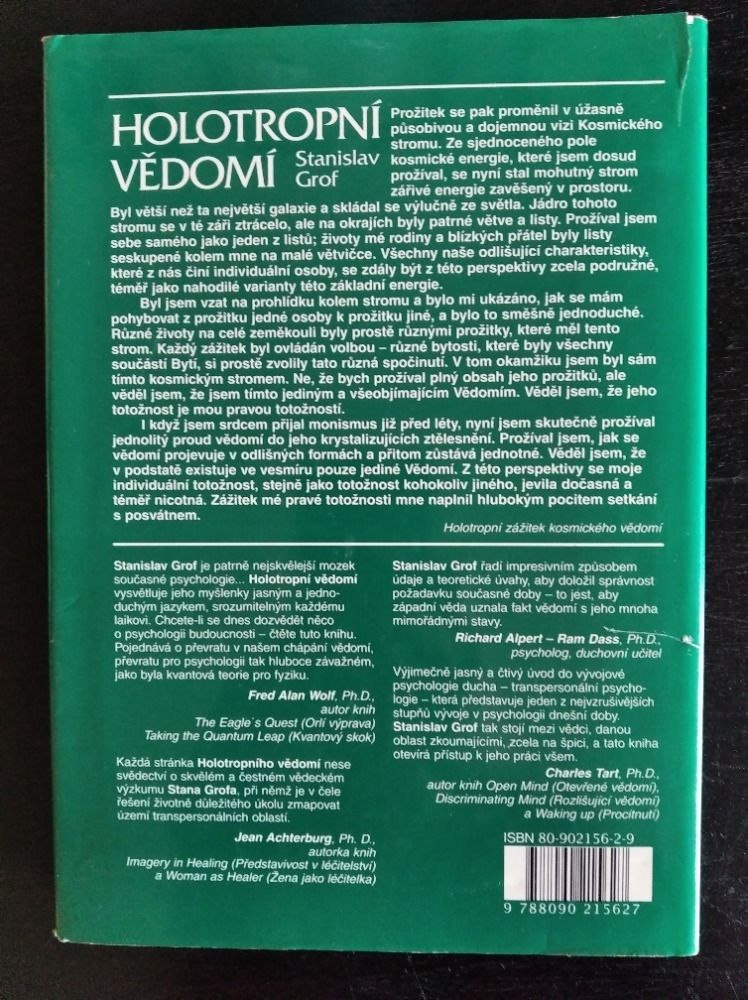 HOLOTROPNÍ
VĚDOMÍ Stanislav
Grof
Prožitek se pak proměnil v úžasně
působivou a dojemnou vizi Kosmického
stromu. Ze sjednoceného pole
kosmické energie, které jsem dosud
prožíval, se nyní stal mohutný strom
zářivé energie zavěšený v prostoru.
Byl větší než ta největší galaxie a skládal se výlučně ze světla. Jádro tohoto
stromu se v té záři ztrácelo, ale na okrajích byly patrné větve a listy. Prožíval jsem
sebe samého jako jeden z listů; životy mé rodiny a blízkých přátel byly listy
seskupené kolem mne na malé větvičce. Všechny naše odlišující charakteristiky,
které z nás činí individuální osoby, se zdály být z této perspektivy zcela podružné,
téměř jako nahodilé varianty této základní energie.
Byl jsem vzat na prohlídku kolem stromu a bylo mi ukázáno, jak se mám
pohybovat z prožitku jedné osoby k prožitku jiné, a bylo to směšně jednoduché.
Různé životy na celé zeměkouli byly prostě různými prožitky, které měl tento
strom. Každý zážitek byl ovládán volbou – různé bytosti, které byly všechny
součástí Bytí, si prostě zvolily tato různá spočinutí. V tom okamžiku jsem byl sám
tímto kosmickým stromem. Ne, že bych prožíval plný obsah jeho prožitků, ale
věděl jsem, že jsem tímto jediným a všeobjímajícím Vědomím. Věděl jsem, že jeho
totožnost je mou pravou totožností.
I když jsem srdcem přijal monismus již před léty, nyní jsem skutečně prožíval
jednolitý proud vědomí do jeho krystalizujících ztělesnění. Prožíval jsem, jak se
vědomí projevuje v odlišných formách a přitom zůstává jednotné. Věděl jsem, že
v podstatě existuje ve vesmíru pouze jediné Vědomí. Z této perspektivy se moje
individuální totožnost, stejně jako totožnost kohokoliv jiného, jevila dočasná a
téměř nicotná. Zážitek mé pravé totožnosti mne naplnil hlubokým pocitem setkání
s posvátnem.
Holotropní zážitek kosmického vědomí
Stanislav Grof je patrně nejskvělejší mozek
současné psychologie... Holotropní vědomí
vysvětluje jeho myšlenky jasným a jedno-
duchým jazykem, srozumitelným každému
laikovi. Chcete-li se dnes dozvědět něco
o psychologii budoucnosti – čtěte tuto knihu.
Pojednává o převratu v našem chápání vědomí,
převratu pro psychologii tak hluboce závažném,
jako byla kvantová teorie pro fyziku.
Fred Alan Wolf, Ph.D.,
autor knih
The Eagle`s Quest (Orlí výprava)
Taking the Quantum Leap (Kvantový skok)
Každá stránka Holotropního vědomí nese
svědectví o skvělém a čestném vědeckém
výzkumu Stana Grofa, při němž je v čele
řešení životně důležitého úkolu zmapovat
území transpersonálních oblastí.
Jean Achterburg, Ph. D.,
autorka knih
Imagery in Healing (Představivost v léčitelství)
a Woman as Healer (Žena jako léčitelka)
Stanislav Grof řadí impresivním způsobem
údaje a teoretické úvahy, aby doložil správnost
požadavku současné doby – to jest, aby
západní věda uznala fakt vědomí s jeho mnoha
mimořádnými stavy.
Richard Alpert – Ram Dass, Ph.D.,
psycholog, duchovní učitel
Výjimečně jasný a čtivý úvod do vývojové
psychologie ducha – transpersonální psycho-
logie – která představuje jeden z nejvzrušivějších
stupňů vývoje v psychologii dnešní doby.
Stanislav Grof tak stojí mezi vědci, danou
oblast zkoumajícími, zcela na špici, a tato kniha
otevírá přístup k jeho práci všem.
Charles Tart, Ph.D.,
autor knih Open Mind (Otevřené vědomí),
Discriminating Mind (Rozlišující vědomí)
a Waking up (Procitnutí)
ISBN 80-902156-2-9
9 788090 215627